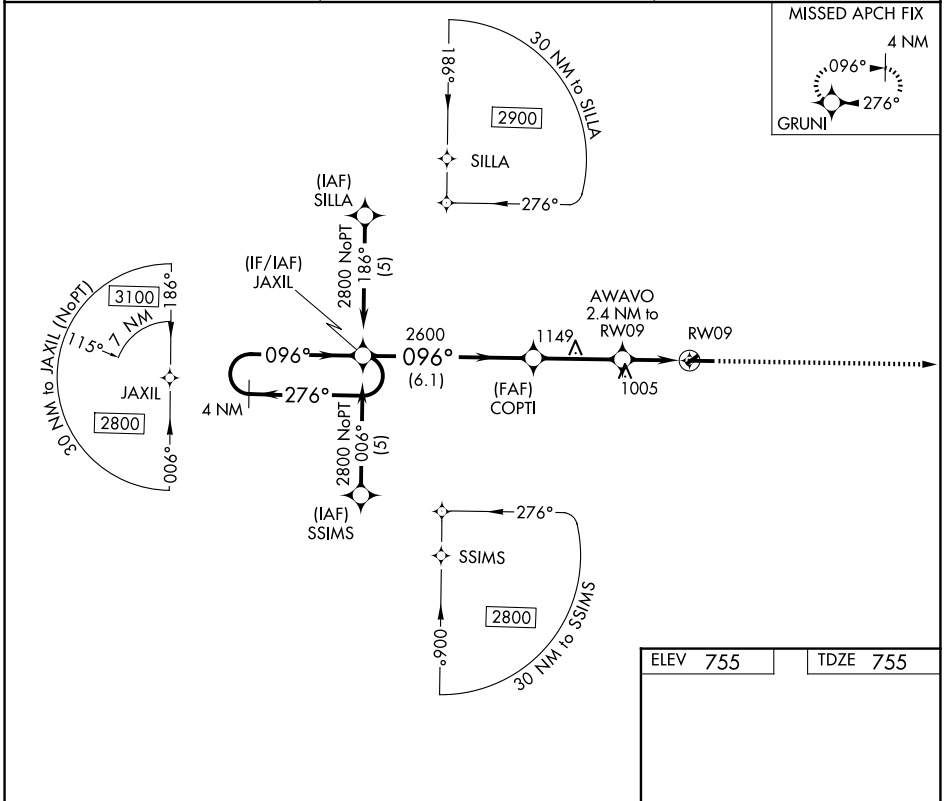 MISSED APCH FIX
4 NM
096°
276°
GRUNI
186°
30 NM to SILLA
2900
SILLA
276°
(IAF)
SILLA
2800 NoPT
186°
(5)
(IF/IAF)
JAXIL
30 NM to JAXIL (NoPT)
3100
186°
115°
7 NM
JAXIL
2800
006°
096°
276°
4 NM
2600
096°
(6.1)
1149
AWAVO
2.4 NM to
RW09
RW09
1005
(FAF)
COPTI
2800 NoPT
006°
(5)
(IAF)
SSIMS
276°
SSIMS
2800
006°
30 NM to SSIMS
ELEV 755
TDZE 755